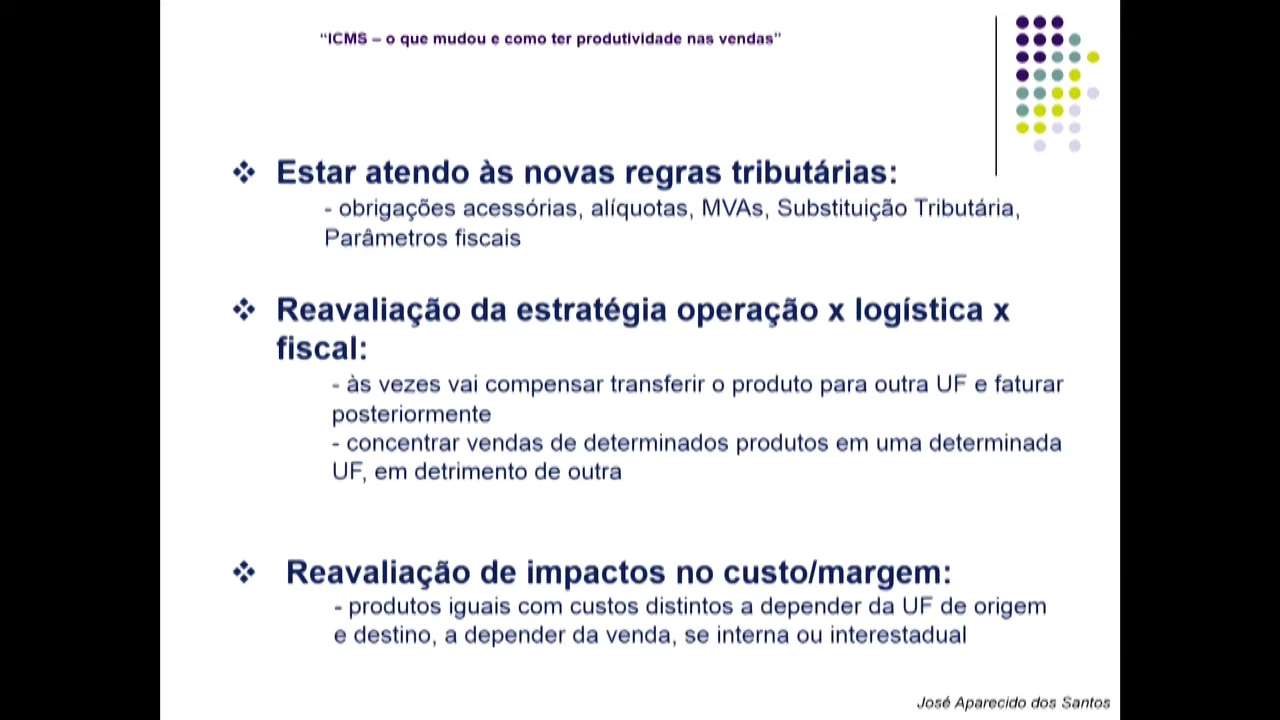 “ICMS – o que mudou e como ter produtividade nas vendas”
❖ Estar atendo às novas regras tributárias:
- obrigações acessórias, alíquotas, MVAs, Substituição Tributária,
Parâmetros fiscais
❖ Reavaliação da estratégia operação x logística x
fiscal:
- às vezes vai compensar transferir o produto para outra UF e faturar
posteriormente
- concentrar vendas de determinados produtos em uma determinada
UF, em detrimento de outra
❖ Reavaliação de impactos no custo/margem:
- produtos iguais com custos distintos a depender da UF de origem
e destino, a depender da venda, se interna ou interestadual
José Aparecido dos Santos